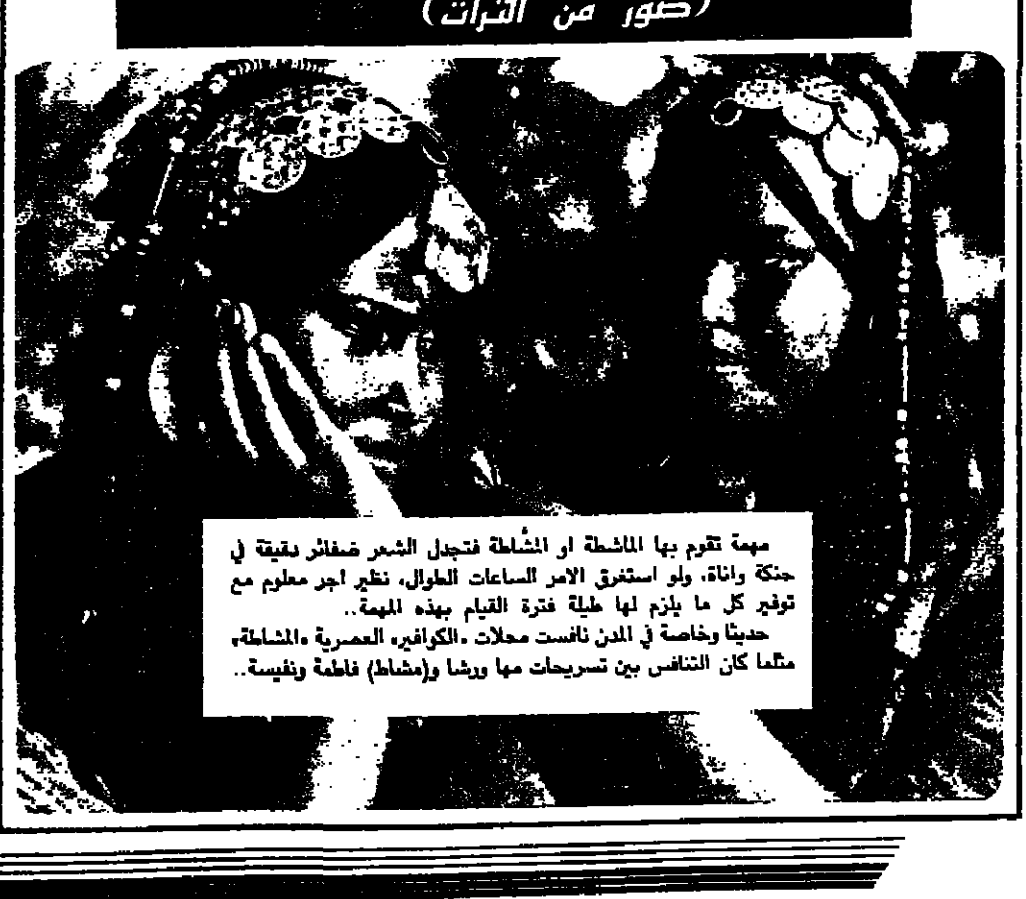 (صور من التراث)
مهمة تقوم بها الماشطة او المشّاطة فتجدل الشعر ضفائر دقيقة في
حنكة واناة، ولو استغرق الامر الساعات الطوال، نظير اجر معلوم مع
توفير كل ما يلزم لها طيلة فترة القيام بهذه المهمة..
حديثا وخاصة في المدن نافست محلات «الكوافير» العصرية «المشاطة»
مثلما كان التنافس بين تسريحات مها ورشا و(مشاط) فاطمة ونفيسة..